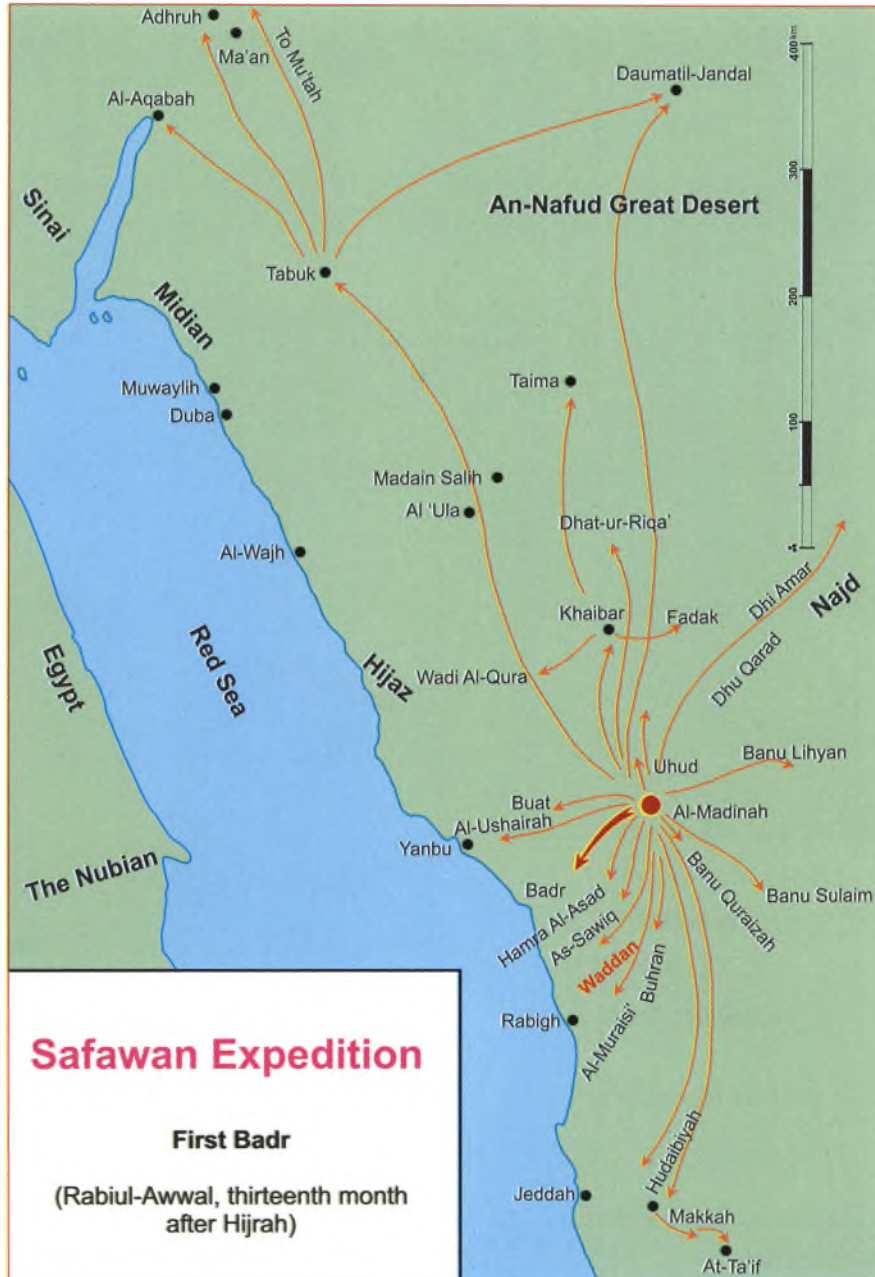 Adhruh
Ma'an
To Mu'tah
Al-Aqabah
Daumatil-Jandal
400 km
Sinai
An-Nafud Great Desert
300
Tabuk
Midian
200
Muwaylih
Duba
Taima
100
Madain Salih
Al 'Ula
Dhat-ur-Riqa'
Al-Wajh
Dhi Amar
Najd
Khaibar
Fadak
Egypt
Red Sea
Hijaz
Wadi Al-Qura
Dhu Qarad
Uhud
Banu Lihyan
Buat
Al-Madinah
Al-Ushairah
Yanbu
The Nubian
Badr
Banu Quraizah
Banu Sulaim
Hamra Al-Asad
As-Sawiq
Waddan
Buhran
Al-Muraisi'
Rabigh
Safawan Expedition
First Badr
(Rabiul-Awwal, thirteenth month
after Hijrah)
Hudaibiyah
Jeddah
Makkah
At-Ta'if